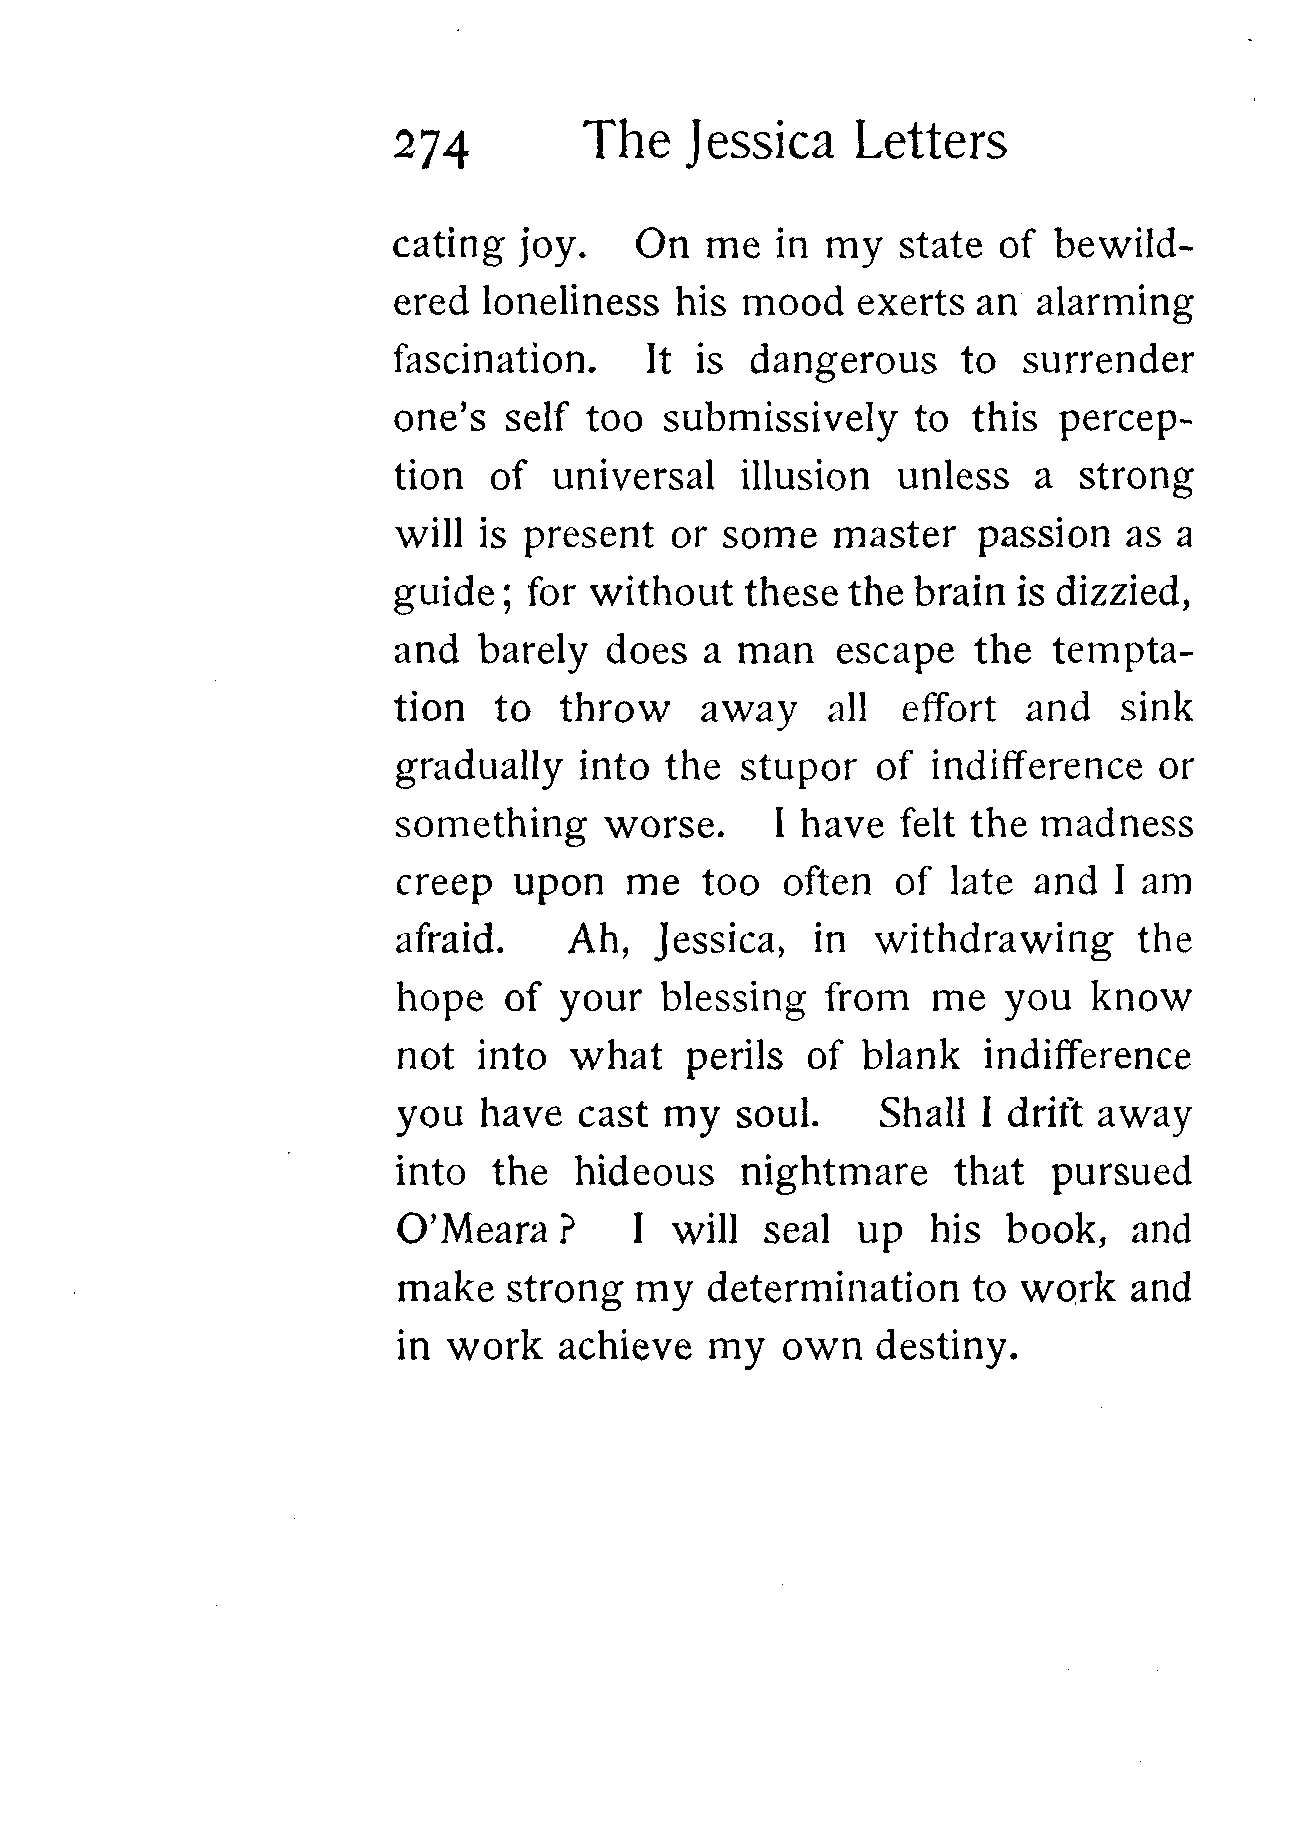 274 The Jessica Letters
cating joy. On me in my state of bewild-
ered loneliness his mood exerts an alarming
fascination. It is dangerous to surrender
one's self too submissively to this percep-
tion of universal illusion unless a strong
will is present or some master passion as a
guide; for without these the brain is dizzied,
and barely does a man escape the tempta-
tion to throw away all effort and sink
gradually into the stupor of indifference or
something worse. I have felt the madness
creep upon me too often of late and I am
afraid. Ah, Jessica, in withdrawing the
hope of your blessing from me you know
not into what perils of blank indifference
you have cast my soul. Shall I drift away
into the hideous nightmare that pursued
O'Meara? I will seal up his book, and
make strong my determination to work and
in work achieve my own destiny.